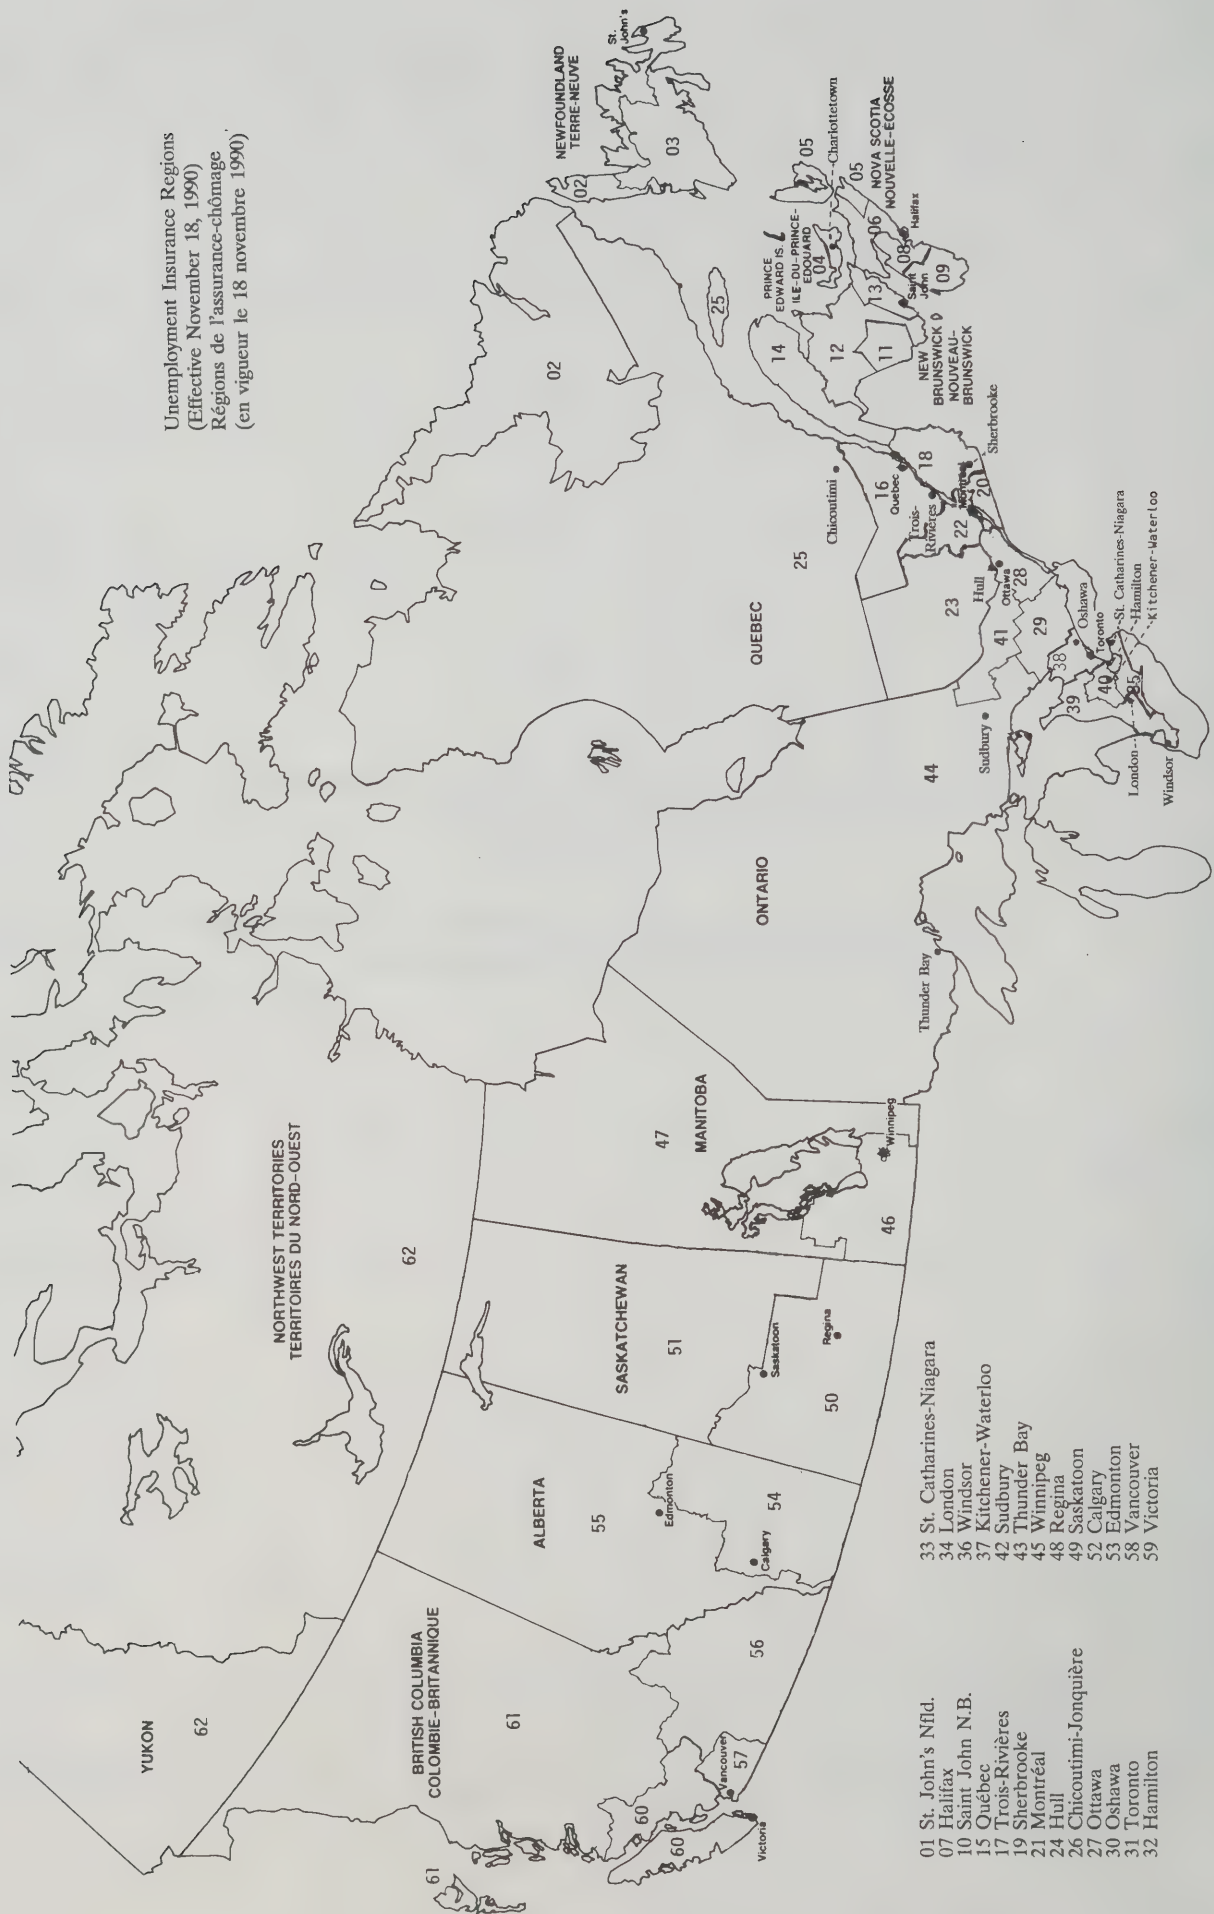 Unemployment Insurance Regions
(Effective November 18, 1990)
Régions de l'assurance-chômage
(en vigueur le 18 novembre 1990)
YUKON
62
NORTHWEST TERRITORIES
TERRITOIRES DU NORD-OUEST
62
BRITISH COLUMBIA
COLOMBIE-BRITANNIQUE
61
61
60
60
Victoria
Vancouver
57
56
ALBERTA
55
Edmonton
54
Calgary
SASKATCHEWAN
51
Saskatoon
50
Regina
MANITOBA
47
46
Winnipeg
ONTARIO
44
Thunder Bay
Sudbury
41
Ottawa
28
29
Oshawa
38
Toronto
39
40
35
St. Catharines-Niagara
Hamilton
Kitchener-Waterloo
London
Windsor
QUEBEC
25
25
Chicoutimi
23
Hull
22
Trois-
Rivières
16
Quebec
18
Montreal
20
Sherbrooke
14
NEWFOUNDLAND
TERRE-NEUVE
02
02
03
St.
John's
PRINCE
EDWARD IS.
ILE-DU-PRINCE-
EDOUARD
04
Charlottetown
05
05
NOVA SCOTIA
NOUVELLE-ÉCOSSE
06
Halifax
08
09
13
Saint
John
12
11
NEW
BRUNSWICK
NOUVEAU-
BRUNSWICK
01 St. John's Nfld.
07 Halifax
10 Saint John N.B.
15 Québec
17 Trois-Rivières
19 Sherbrooke
21 Montréal
24 Hull
26 Chicoutimi-Jonquière
27 Ottawa
30 Oshawa
31 Toronto
32 Hamilton
33 St. Catharines-Niagara
34 London
36 Windsor
37 Kitchener-Waterloo
42 Sudbury
43 Thunder Bay
45 Winnipeg
48 Regina
49 Saskatoon
52 Calgary
53 Edmonton
58 Vancouver
59 Victoria